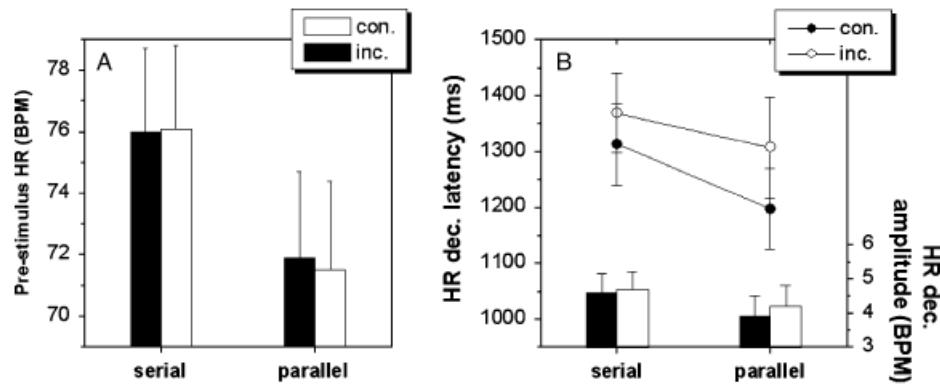 con.
inc.
A
Pre-stimulus HR (BPM)
78
76
74
72
70
serial parallel
con.
inc.
B
HR dec. latency (ms)
1500
1400
1300
1200
1100
1000
6
5
4
3
HR dec.
amplitude (BPM)
serial parallel